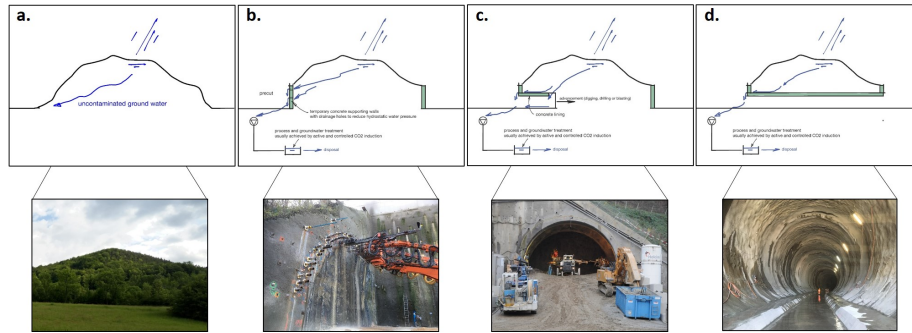 a.
uncontaminated ground water
b.
precut
temporary concrete supporting walls
with drainage holes to reduce hydrostatic water pressure
process and groundwater treatment
usually achieved by active and controlled CO2 induction
disposal
c.
advancement (digging, drilling or blasting)
concrete lining
process and groundwater treatment
usually achieved by active and controlled CO2 induction
disposal
d.
process and groundwater treatment
usually achieved by active and controlled CO2 induction
disposal